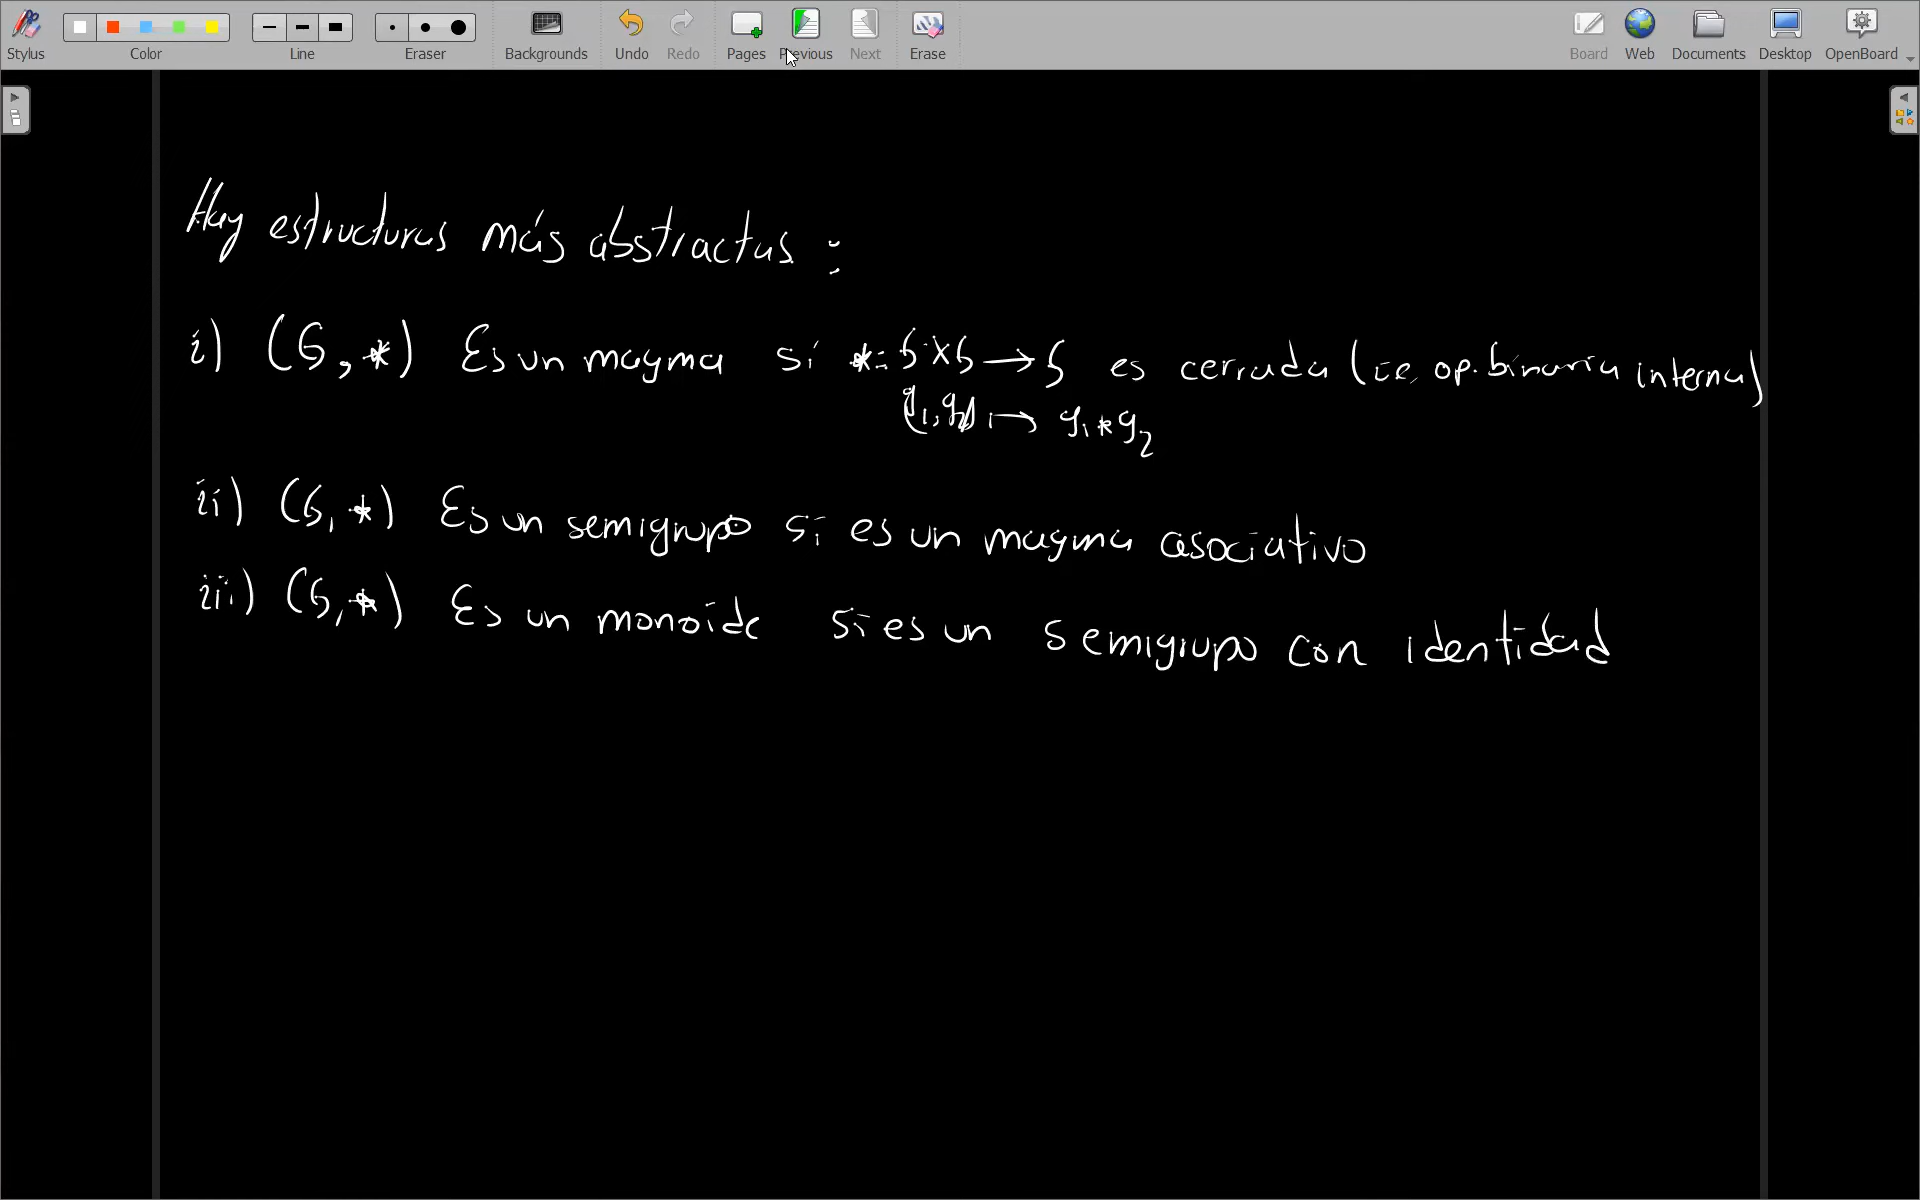 Stylus Color Line Eraser Backgrounds Undo Redo Pages Previous Next Erase Board Web Documents Desktop OpenBoard
Hay estructuras más abstractas :
i) (G, *) Es un magma si *: G×G → G es cerrada (i.e. op. binaria interna)
(g₁, g₂) ↦ g₁ * g₂
ii) (G, *) Es un semigrupo si es un magma asociativo
iii) (G, *) Es un monoide si es un semigrupo con identidad